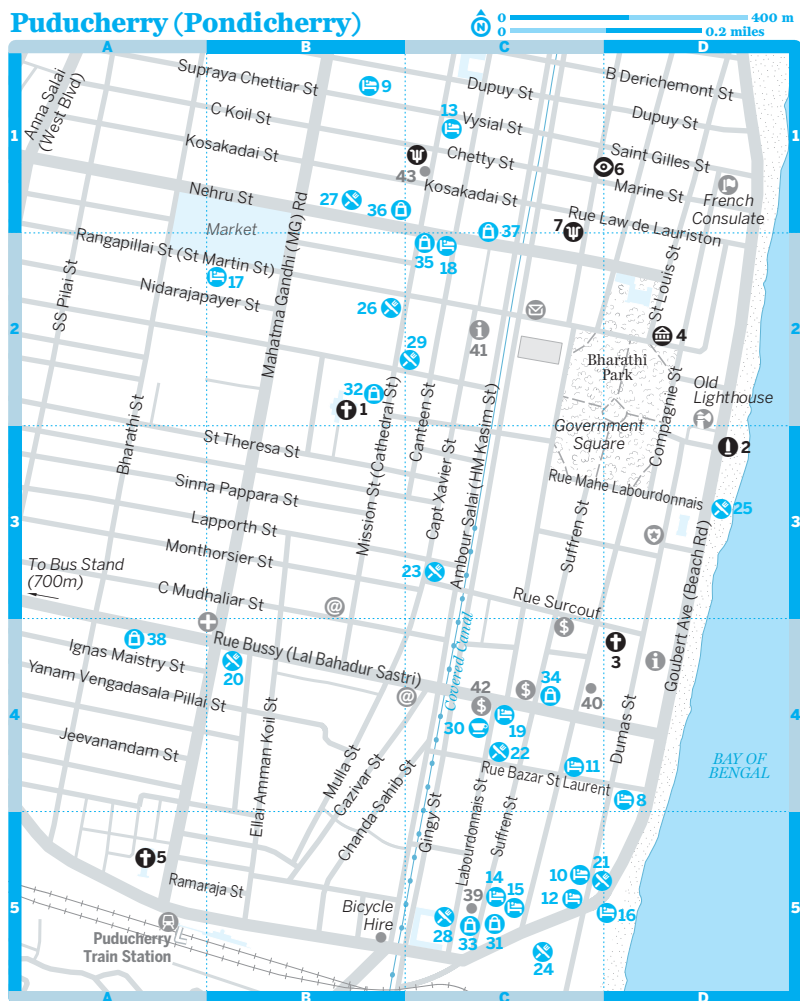 Puducherry (Pondicherry)
N
0 400 m
0 0.2 miles
A B C D
Supraya Chettiar St
9
Dupuy St
B Derichemont St
Anna Salai
(West Blvd)
C Koil St
13
Vysial St
Dupuy St
1
1
Kosakadai St
Chetty St
Saint Gilles St
6
43
Kosakadai St
Marine St
French
Consulate
Nehru St
27
36
37
7
Rue Law de Lauriston
Market
Rangapillai St (St Martin St)
35
18
17
Nidarajapayer St
SS Pilai St
Mahatma Gandhi (MG) Rd
26
St Louis St
2
2
41
4
29
Bharathi
Park
32
1
Old
Lighthouse
Mission St (Cathedral St)
Canteen St
Compagnie St
Bharathi St
St Theresa St
Government
Square
2
Capt Xavier St
Ambour Salai (HM Kasim St)
Sinna Pappara St
Rue Mahe Labourdonnais
25
Lapporth St
3
3
Suffren St
Monthorsier St
To Bus Stand
(700m)
23
C Mudhaliar St
@
Rue Surcouf
Goubert Ave (Beach Rd)
$
38
Rue Bussy (Lal Bahadur Sastri)
3
Ignas Maistry St
20
Covered Canal
Yanam Vengadasala Pillai St
@
42
$
$
34
40
4
4
30
19
Dumas St
Jeevanandam St
22
BAY OF
BENGAL
Ellai Amman Koil St
Mulla St
Cazivar St
Chanda Sahib St
Rue Bazar St Laurent
11
8
Gingy St
Labourdonnais St
Suffren St
5
Ramaraja St
14
15
10
21
39
12
16
5
5
Bicycle
Hire
28
33
31
Puducherry
Train Station
24
A B C D